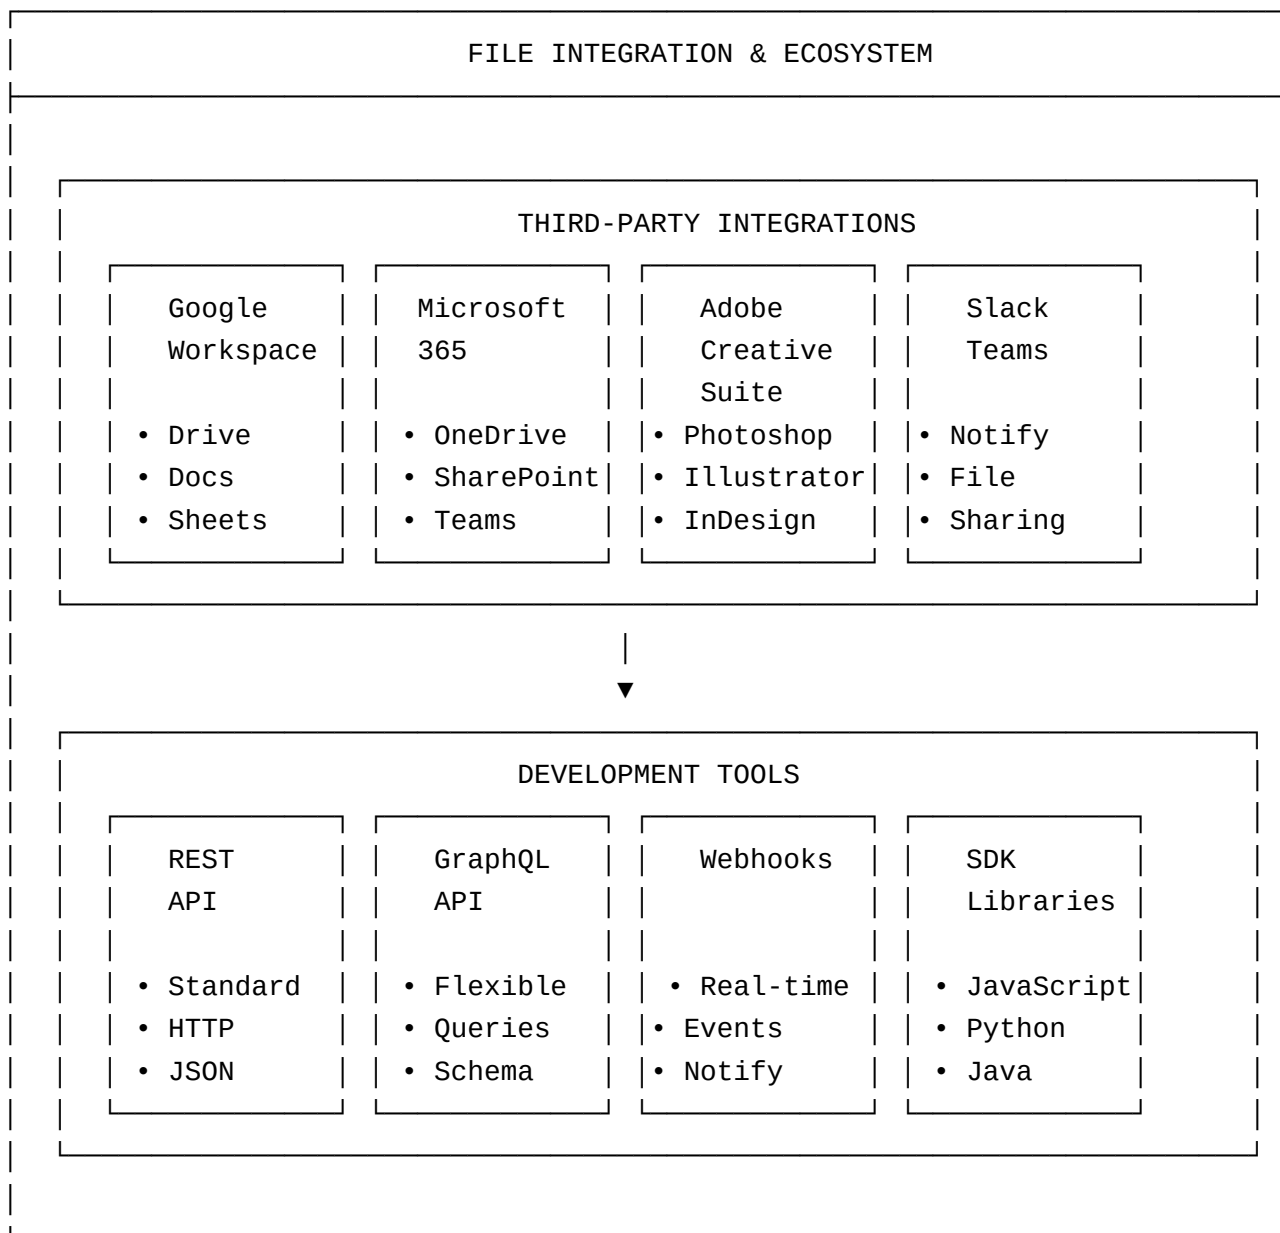 FILE INTEGRATION & ECOSYSTEM
THIRD-PARTY INTEGRATIONS
Google Microsoft Adobe Slack
Workspace 365 Creative Teams
Suite
• Drive • OneDrive • Photoshop • Notify
• Docs • SharePoint • Illustrator • File
• Sheets • Teams • InDesign • Sharing
▼
DEVELOPMENT TOOLS
REST GraphQL Webhooks SDK
API API Libraries
• Standard • Flexible • Real-time • JavaScript
• HTTP • Queries • Events • Python
• JSON • Schema • Notify • Java